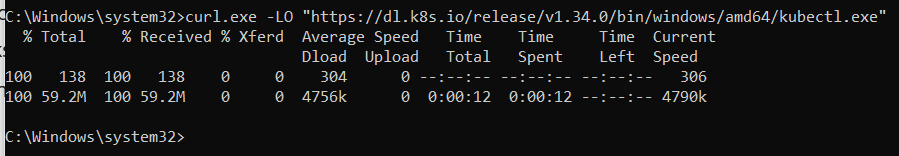 C:\Windows\system32>curl.exe -LO "https://dl.k8s.io/release/v1.34.0/bin/windows/amd64/kubectl.exe"
  % Total    % Received % Xferd  Average Speed   Time    Time     Time  Current
                                 Dload  Upload   Total   Spent    Left  Speed
100   138  100   138    0     0    304      0 --:--:-- --:--:-- --:--:--   306
100 59.2M  100 59.2M    0     0  4756k      0  0:00:12  0:00:12 --:--:-- 4790k
C:\Windows\system32>